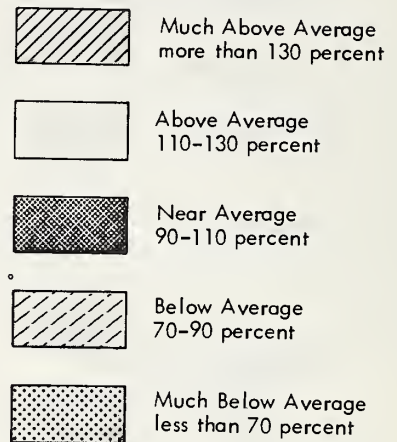 Much Above Average
more than 130 percent
Above Average
110-130 percent
Near Average
90-110 percent
Below Average
70-90 percent
Much Below Average
less than 70 percent